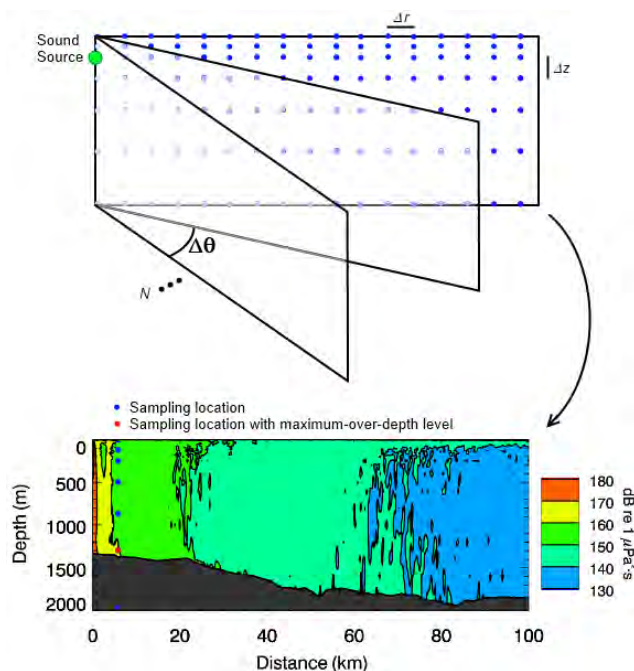 Δr
Sound
Source
Δz
Δθ
N
Sampling location
Sampling location with maximum-over-depth level
0
500
1000
1500
2000
Depth (m)
0 20 40 60 80 100
Distance (km)
180
170
160
150
140
130
dB re 1 μPa²·s